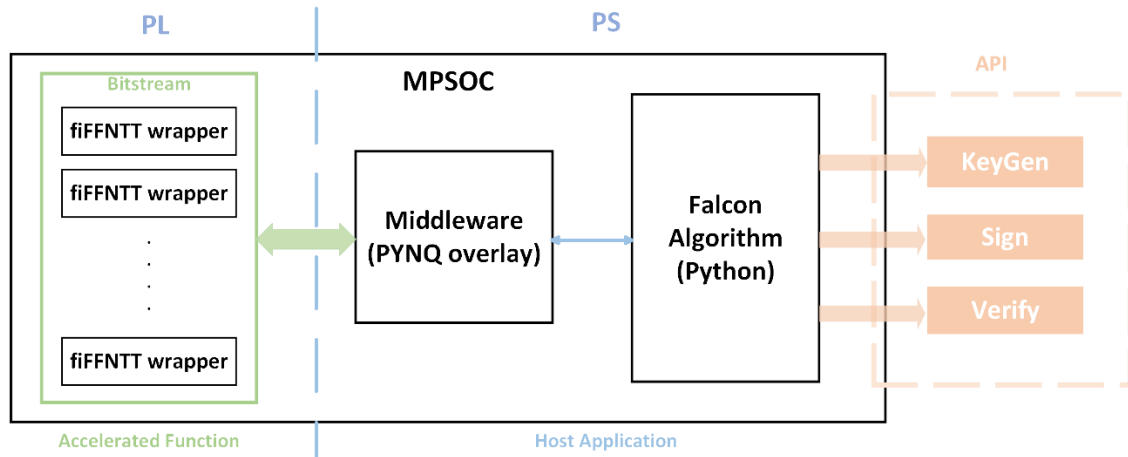 PL
PS
API
MPSOC
Bitstream
fiFFNTT wrapper
fiFFNTT wrapper
.
.
.
.
fiFFNTT wrapper
Middleware
(PYNQ overlay)
Falcon
Algorithm
(Python)
KeyGen
Sign
Verify
Accelerated Function
Host Application